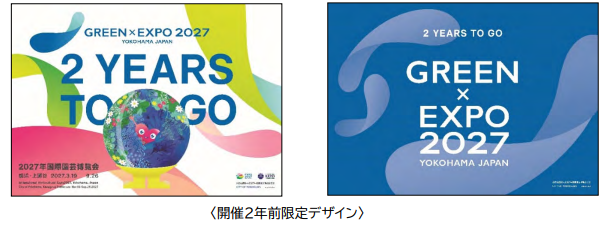 GREEN×EXPO 2027
YOKOHAMA JAPAN
2 YEARS
TO GO
2027年国際園芸博覧会
2 YEARS TO GO
GREEN
×
EXPO
2027
YOKOHAMA JAPAN
〈開催2年前限定デザイン〉